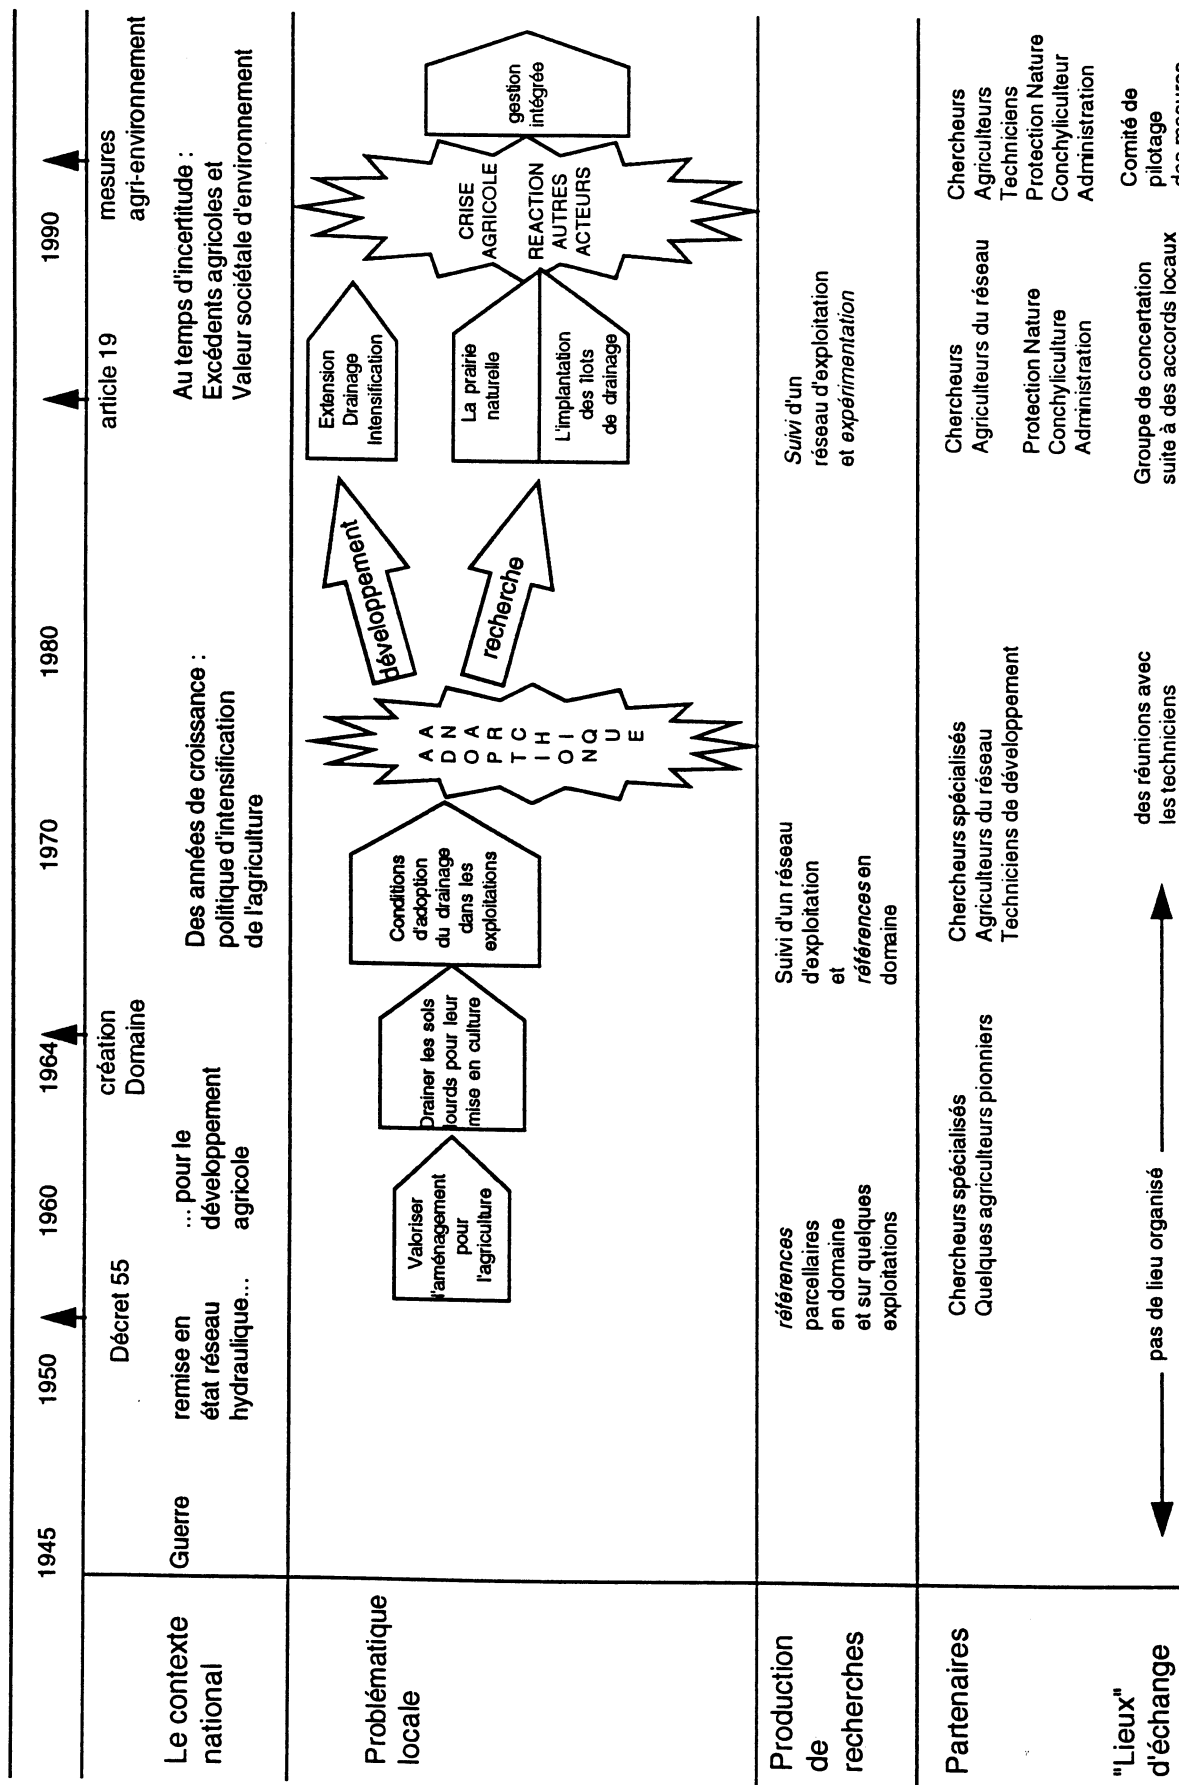 1945
1950
1960
1964
1970
1980
1990
Décret 55
création
Domaine
article 19
mesures
agri-environnement
Le contexte
national
Guerre
remise en
état réseau
hydraulique...
... pour le
développement
agricole
Des années de croissance :
politique d'intensification
de l'agriculture
Au temps d'incertitude :
Excédents agricoles et
Valeur sociétale d'environnement
Problématique
locale
Valoriser
l'aménagement
pour
l'agriculture
Drainer les sols
lourds pour leur
mise en culture
Conditions
d'adoption
du drainage
dans les
exploitations
ADOPTION
ANARCHIQUE
développement
recherche
Extension
Drainage
Intensification
La prairie
naturelle
L'implantation
des îlots
de drainage
CRISE
AGRICOLE
REACTION
AUTRES
ACTEURS
gestion
intégrée
Production
de
recherches
références
parcellaires
en domaine
et sur quelques
exploitations
Suivi d'un réseau
d'exploitation
et
références en
domaine
Suivi d'un
réseau d'exploitation
et expérimentation
Partenaires
Chercheurs spécialisés
Quelques agriculteurs pionniers
Chercheurs spécialisés
Agriculteurs du réseau
Techniciens de développement
Chercheurs
Agriculteurs du réseau
Protection Nature
Conchyliculture
Administration
Chercheurs
Agriculteurs
Techniciens
Protection Nature
Conchyliculteur
Administration
"Lieux"
d'échange
pas de lieu organisé
des réunions avec
les techniciens
Groupe de concertation
suite à des accords locaux
Comité de
pilotage
des mesures